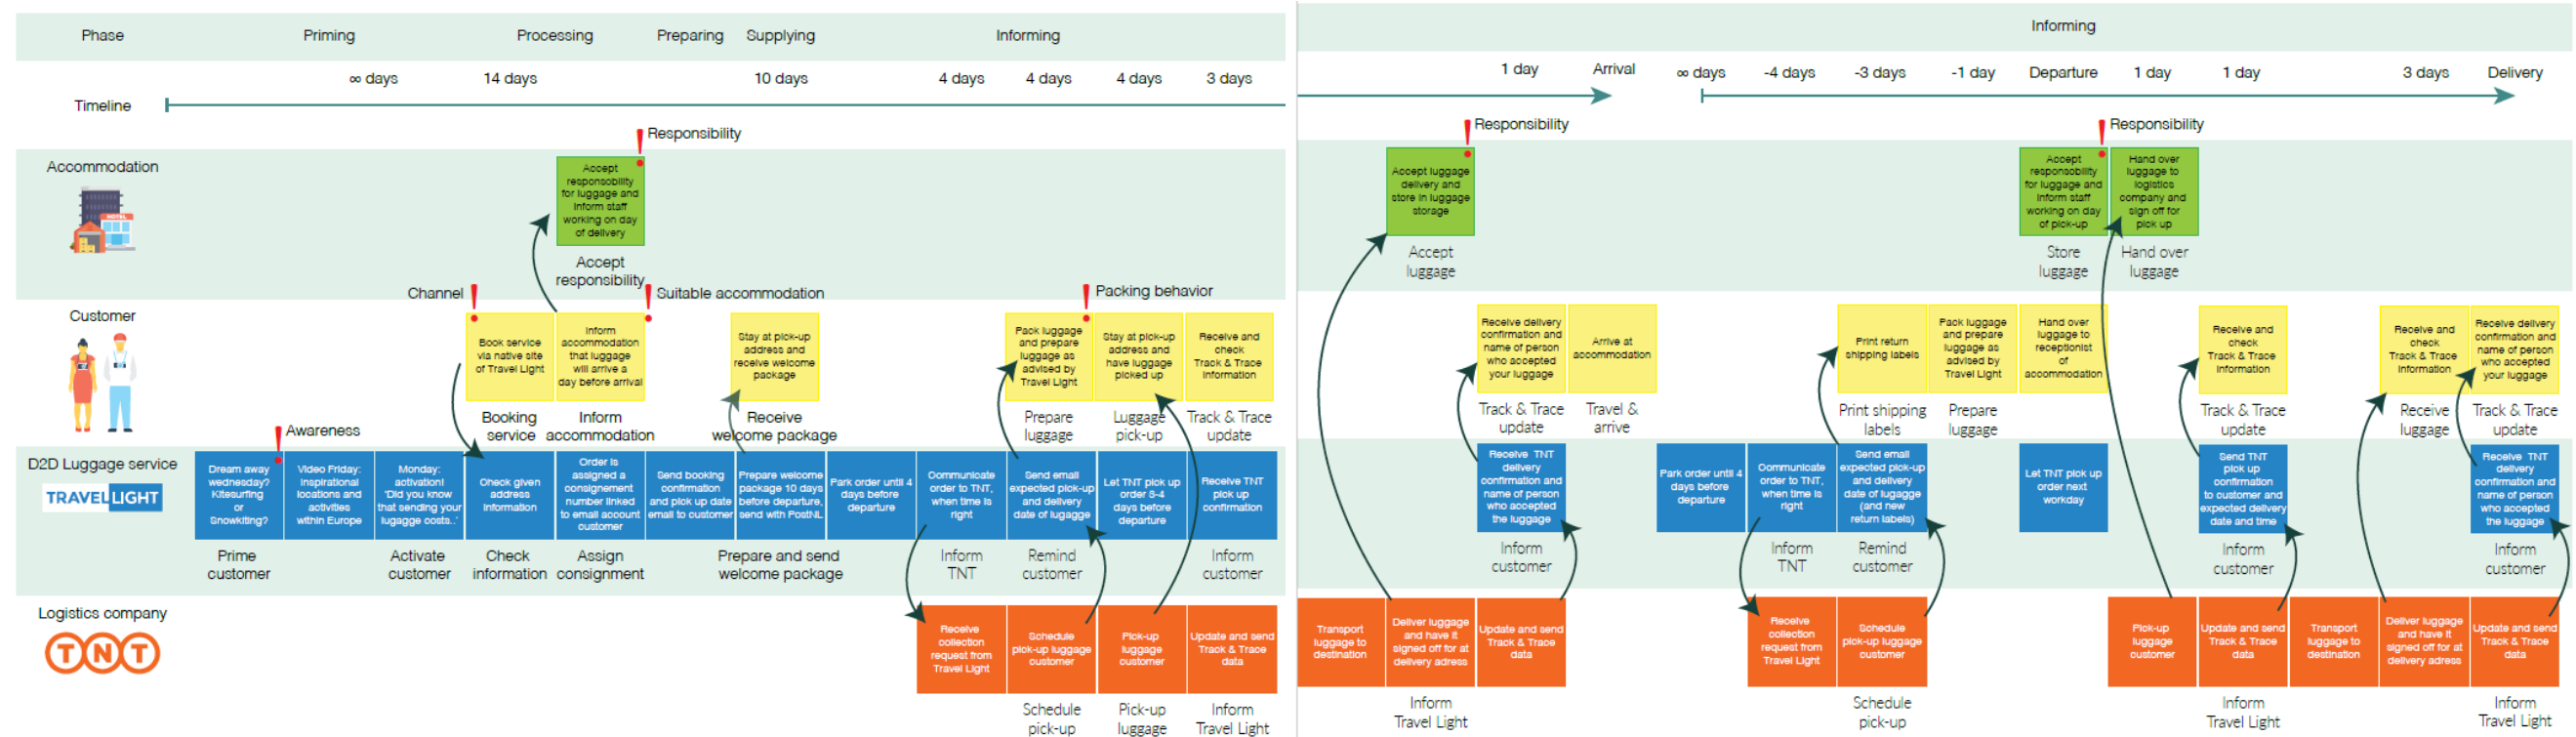 Phase
Priming
Processing
Preparing
Supplying
Informing
Informing
Timeline
∞ days
14 days
10 days
4 days
4 days
4 days
3 days
1 day
Arrival
∞ days
-4 days
-3 days
-1 day
Departure
1 day
1 day
3 days
Delivery
Accommodation
HOTEL
! Responsibility
Accept
responsobility
for luggage and
inform staff
working on day
of delivery
Accept
responsibility
! Responsibility
Accept luggage
delivery and
store in luggage
storage
Accept
luggage
! Responsibility
Accept
responsobility
for luggage and
inform staff
working on day
of pick-up
Store
luggage
Hand over
luggage to
logistics
company and
sign off for
pick up
Hand over
luggage
Customer
Channel !
Book service
via native site
of Travel Light
Booking
service
! Suitable accommodation
Inform
accommodation
that luggage
will arrive a
day before arrival
Inform
accommodation
Stay at pick-up
address and
receive welcome
package
Receive
welcome package
! Packing behavior
Pack luggage
and prepare
luggage as
advised by
Travel Light
Prepare
luggage
Stay at pick-up
address and
have luggage
picked up
Luggage
pick-up
Receive and
check
Track & Trace
information
Track & Trace
update
Receive delivery
confirmation and
name of person
who accepted
your luggage
Track & Trace
update
Arrive at
accommodation
Travel &
arrive
Print return
shipping labels
Print shipping
labels
Pack luggage
and prepare
luggage as
advised by
Travel Light
Prepare
luggage
Hand over
luggage to
receptionist
of
accommodation
Receive and
check
Track & Trace
information
Track & Trace
update
Receive and
check
Track & Trace
information
Receive
luggage
Receive delivery
confirmation and
name of person
who accepted
your luggage
Track & Trace
update
D2D Luggage service
TRAVELLIGHT
! Awareness
Dream away
wednesday?
Kitesurfing
or
Snowkiting?
Prime
customer
Video Friday:
inspirational
locations and
activities
within Europe
Monday:
activation!
'Did you know
that sending your
lugagge costs..'
Activate
customer
Check given
address
information
Check
information
Order is
assigned a
consignement
number linked
to email account
customer
Assign
consignment
Send booking
confirmation
and pick up date
email to customer
Prepare welcome
package 10 days
before departure,
send with PostNL
Prepare and send
welcome package
Park order until 4
days before
departure
Communicate
order to TNT,
when time is
right
Inform
TNT
Send email
expected pick-up
and delivery
date of lugagge
Remind
customer
Let TNT pick up
order 3-4
days before
departure
Receive TNT
pick up
confirmation
Inform
customer
Receive TNT
delivery
confirmation and
name of person
who accepted
the luggage
Inform
customer
Park order until 4
days before
departure
Communicate
order to TNT,
when time is
right
Inform
TNT
Send email
expected pick-up
and delivery
date of lugagge
(and new
return labels)
Remind
customer
Let TNT pick up
order next
workday
Send TNT
pick up
confirmation
to customer and
expected delivery
date and time
Inform
customer
Receive TNT
delivery
confirmation and
name of person
who accepted
the luggage
Inform
customer
Logistics company
TNT
Receive
collection
request from
Travel Light
Schedule
pick-up luggage
customer
Schedule
pick-up
Pick-up
luggage
customer
Pick-up
luggage
Update and send
Track & Trace
data
Inform
Travel Light
Transport
luggage to
destination
Deliver luggage
and have it
signed off for at
delivery adress
Inform
Travel Light
Update and send
Track & Trace
data
Receive
collection
request from
Travel Light
Schedule
pick-up luggage
customer
Schedule
pick-up
Pick-up
luggage
customer
Update and send
Track & Trace
data
Inform
Travel Light
Transport
luggage to
destination
Deliver luggage
and have it
signed off for at
delivery adress
Update and send
Track & Trace
data
Inform
Travel Light